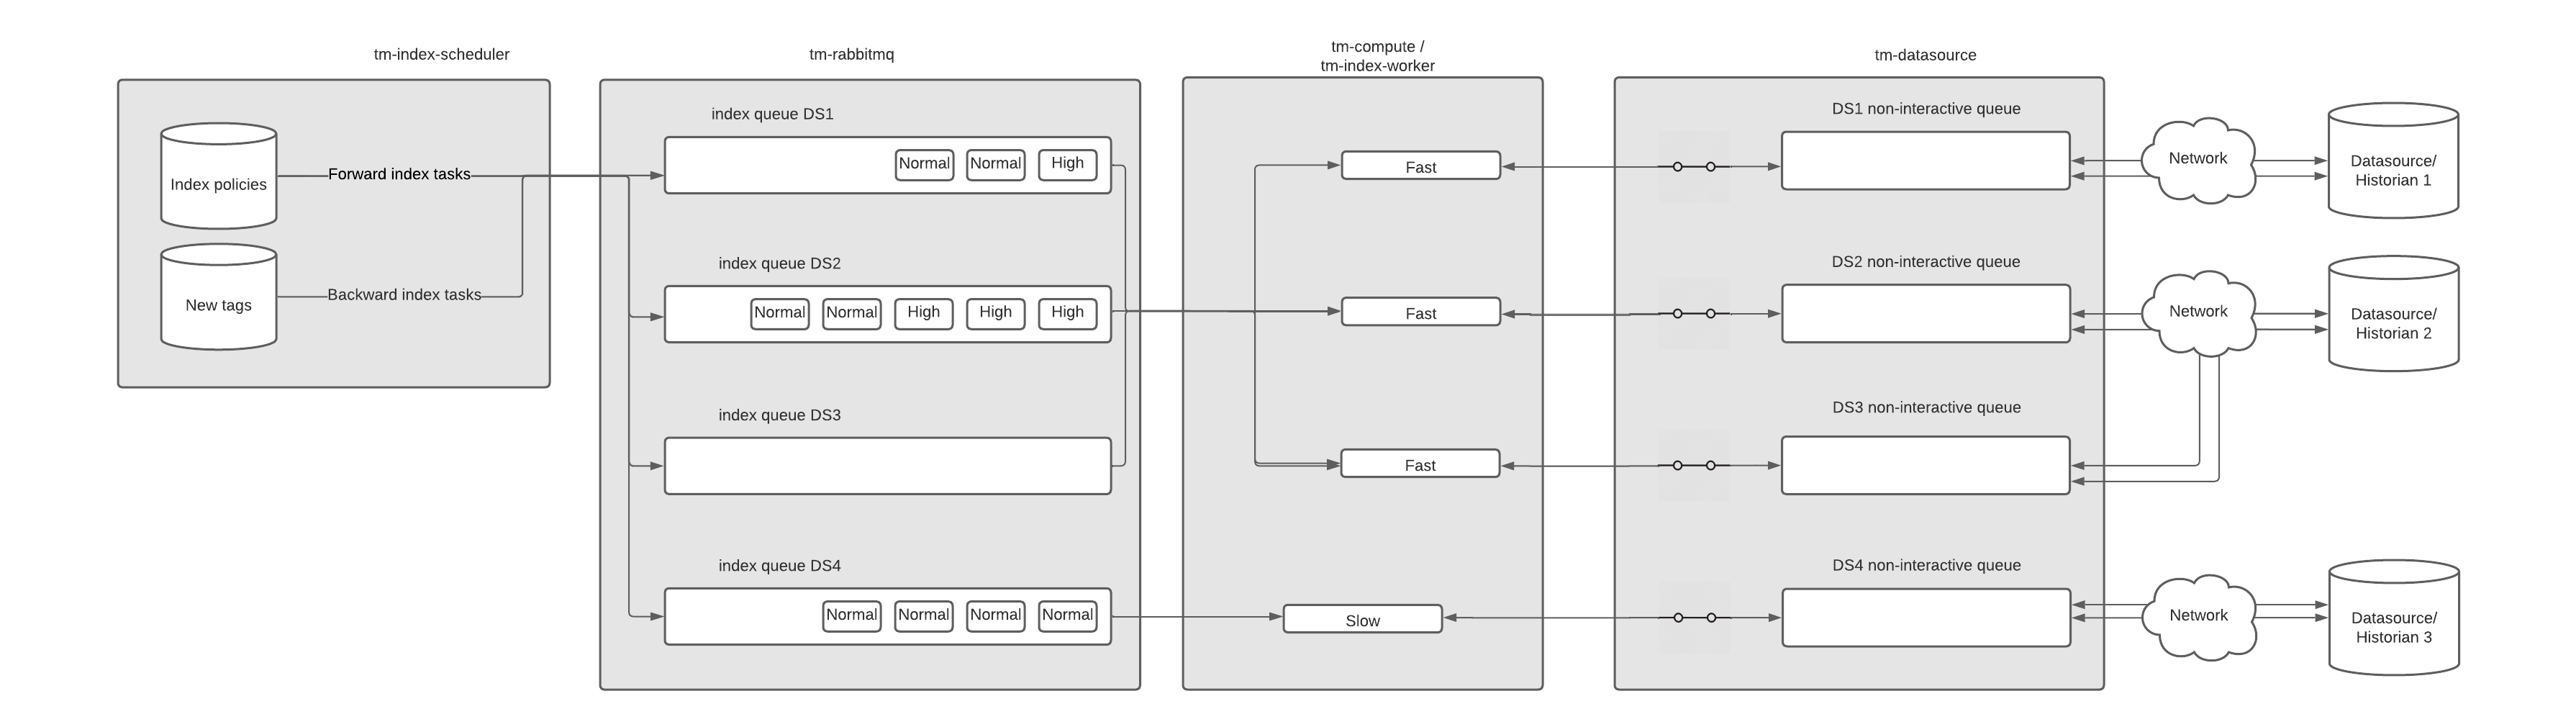 tm-index-scheduler
Index policies
Forward index tasks
New tags
Backward index tasks
tm-rabbitmq
index queue DS1
Normal
Normal
High
index queue DS2
Normal
Normal
High
High
High
index queue DS3
index queue DS4
Normal
Normal
Normal
Normal
tm-compute /
tm-index-worker
Fast
Fast
Fast
Slow
tm-datasource
DS1 non-interactive queue
DS2 non-interactive queue
DS3 non-interactive queue
DS4 non-interactive queue
Network
Datasource/
Historian 1
Network
Datasource/
Historian 2
Network
Datasource/
Historian 3